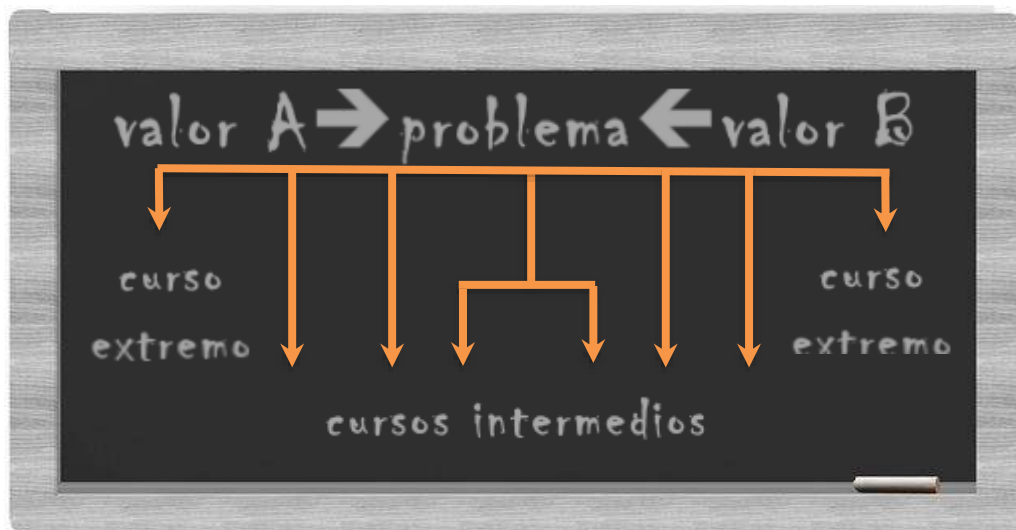 valor A problema valor B
curso
extremo
curso
extremo
cursos intermedios